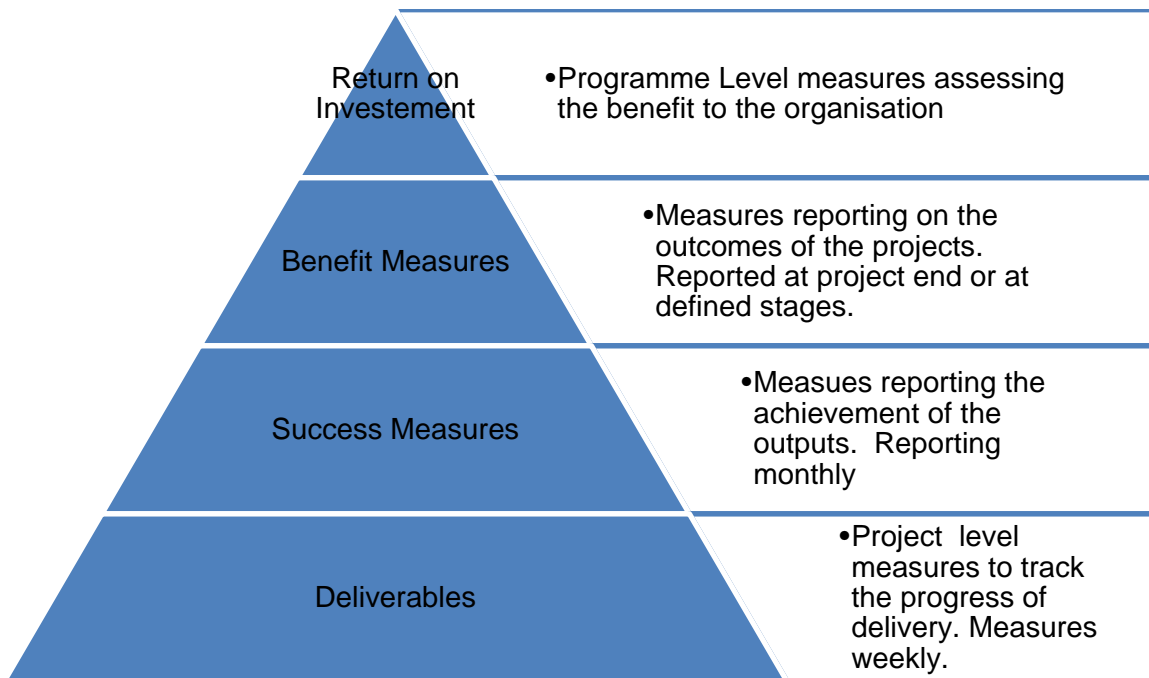 Return on
Investement
•Programme Level measures assessing
the benefit to the organisation
Benefit Measures
•Measures reporting on the
outcomes of the projects.
Reported at project end or at
defined stages.
Success Measures
•Measues reporting the
achievement of the
outputs.  Reporting
monthly
Deliverables
•Project  level
measures to track
the progress of
delivery. Measures
weekly.